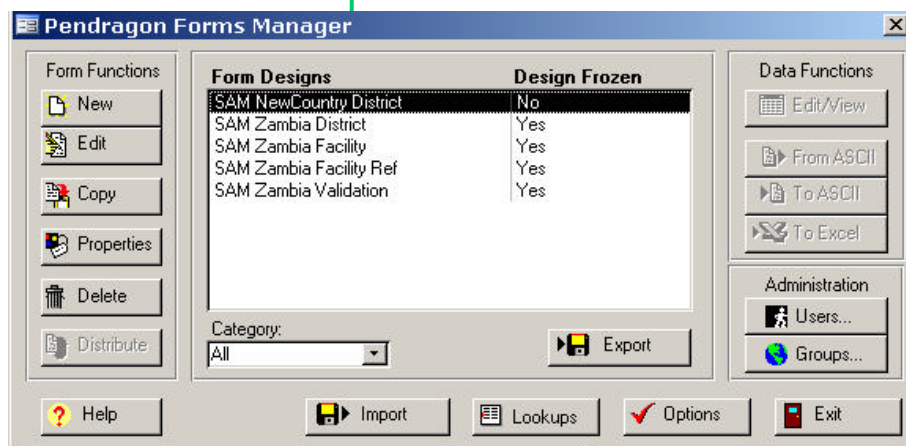 Pendragon Forms Manager
Form Functions
New
Edit
Copy
Properties
Delete
Distribute
Form Designs Design Frozen
SAM NewCountry District No
SAM Zambia District Yes
SAM Zambia Facility Yes
SAM Zambia Facility Ref Yes
SAM Zambia Validation Yes
Category:
All
Export
Data Functions
Edit/View
From ASCII
To ASCII
To Excel
Administration
Users...
Groups...
Help
Import
Lookups
Options
Exit